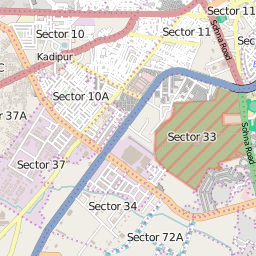 Sector 11
Sector 10
Sector 11
Sohna Road
Kadipur
C
Sector 10A
37A
Sohna Road
Sector 33
Sector 37
Sector 34
Sector 72A